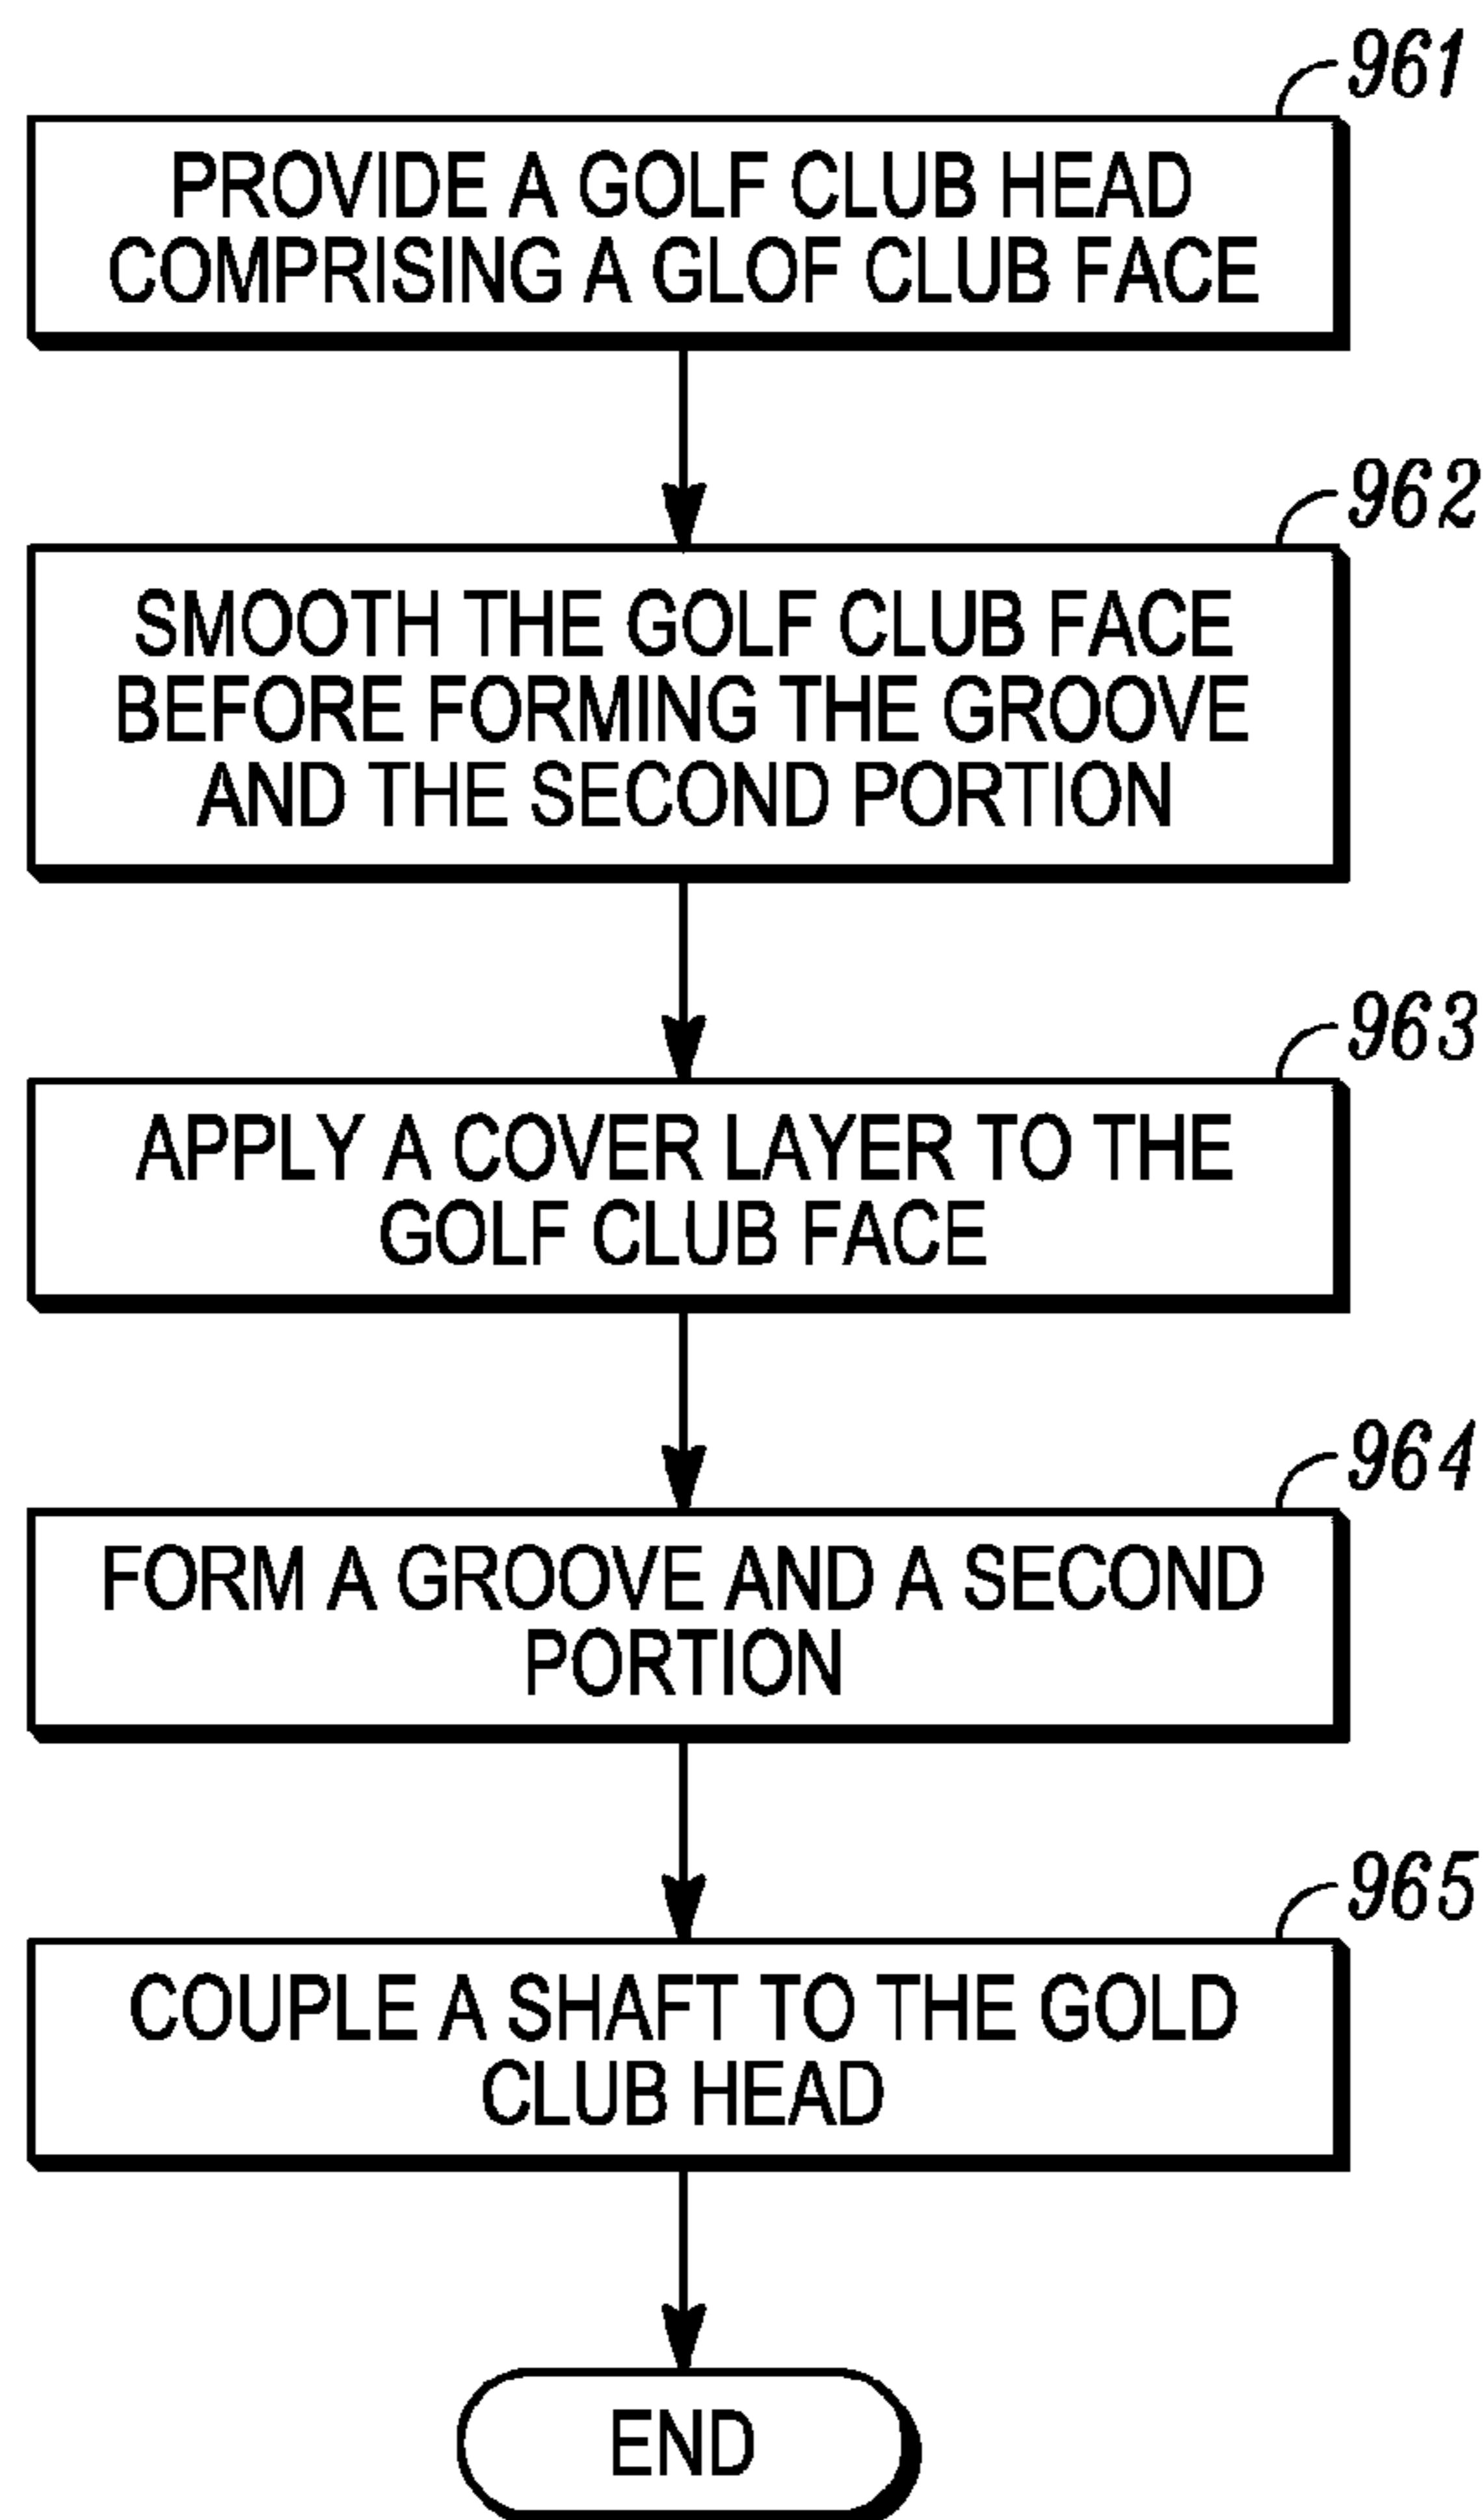 961
PROVIDE A GOLF CLUB HEAD
COMPRISING A GLOF CLUB FACE
962
SMOOTH THE GOLF CLUB FACE
BEFORE FORMING THE GROOVE
AND THE SECOND PORTION
963
APPLY A COVER LAYER TO THE
GOLF CLUB FACE
964
FORM A GROOVE AND A SECOND
PORTION
965
COUPLE A SHAFT TO THE GOLD
CLUB HEAD
END